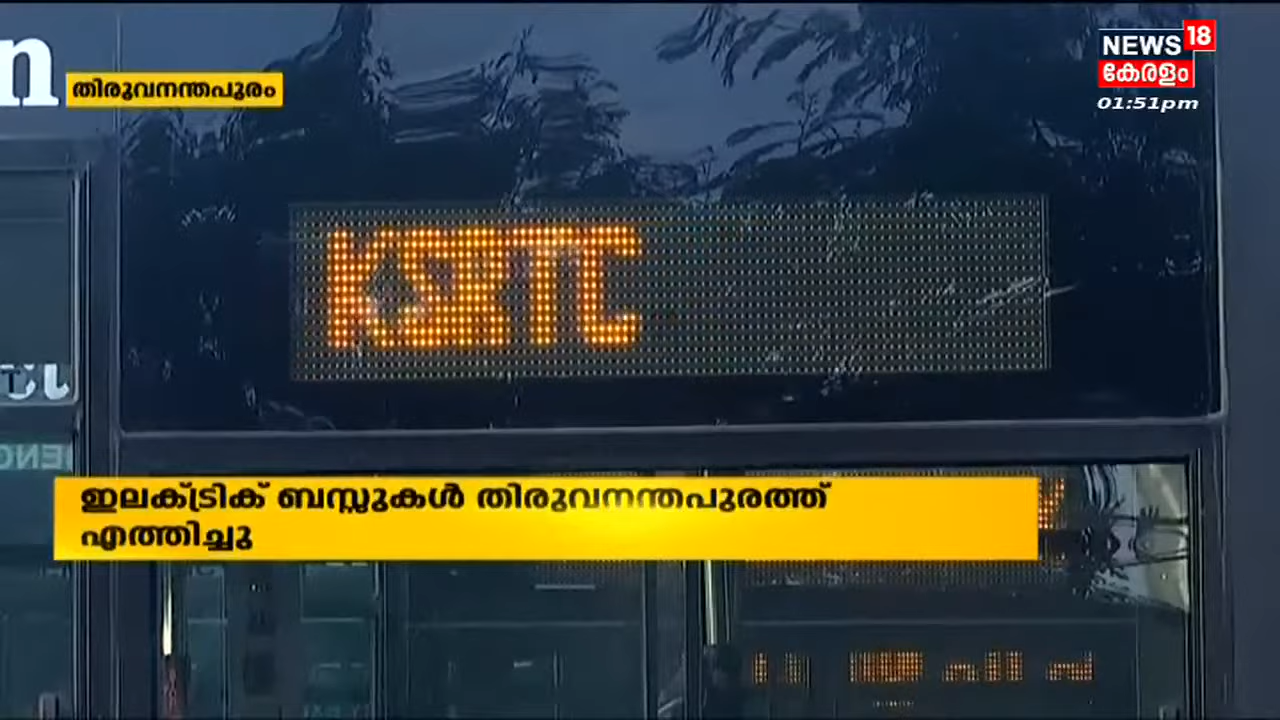 NEWS 18
കേരളം
01:51pm
തിരുവനന്തപുരം
KSRTC
ഇലക്ട്രിക് ബസ്സുകൾ തിരുവനന്തപുരത്ത്
എത്തിച്ചു